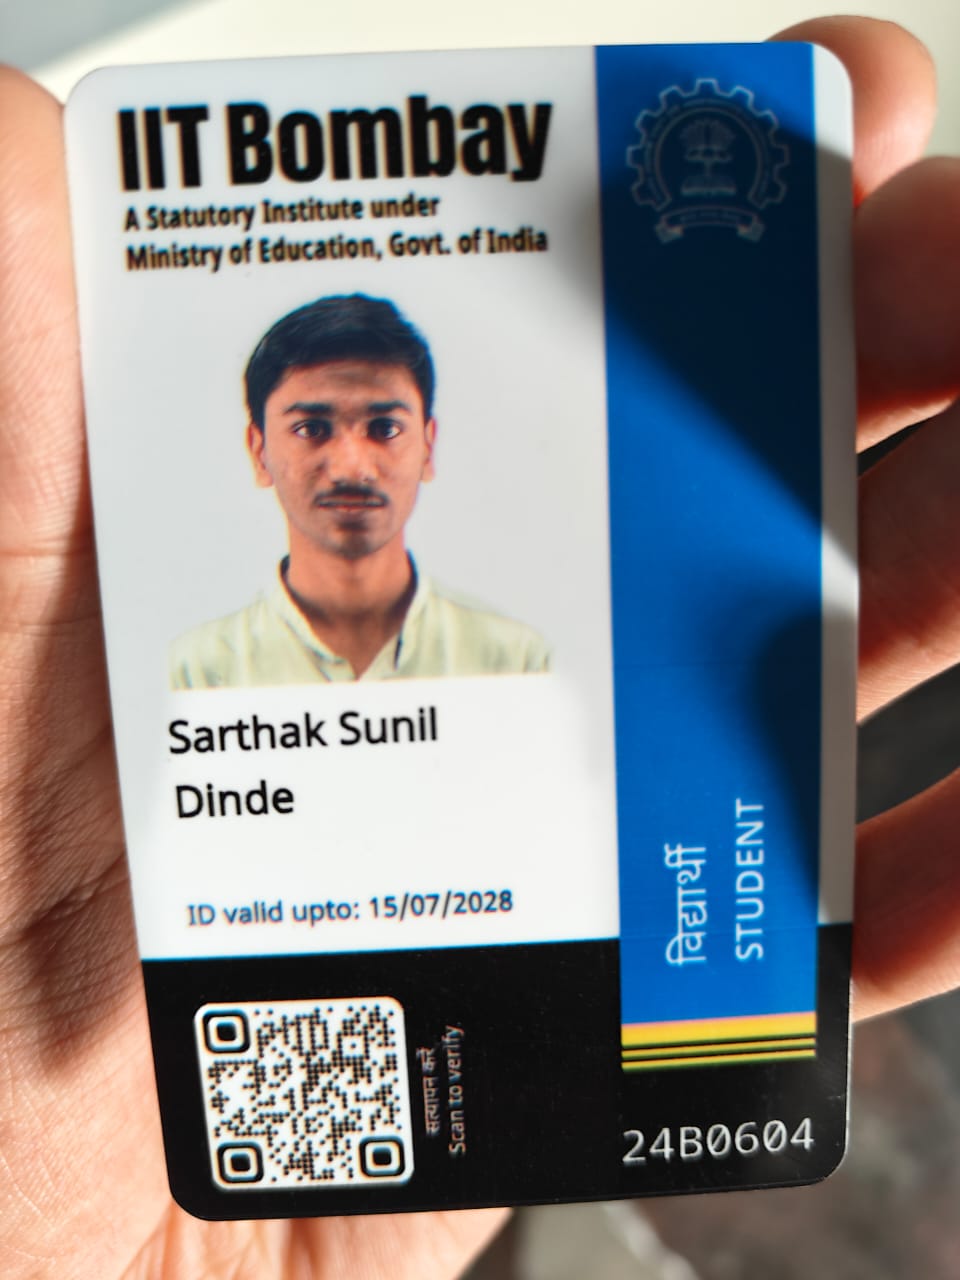 IIT Bombay
A Statutory Institute under
Ministry of Education, Govt. of India
Sarthak Sunil
Dinde
ID valid upto: 15/07/2028
विद्यार्थी
STUDENT
सत्यापन करें
Scan to verify
24B0604